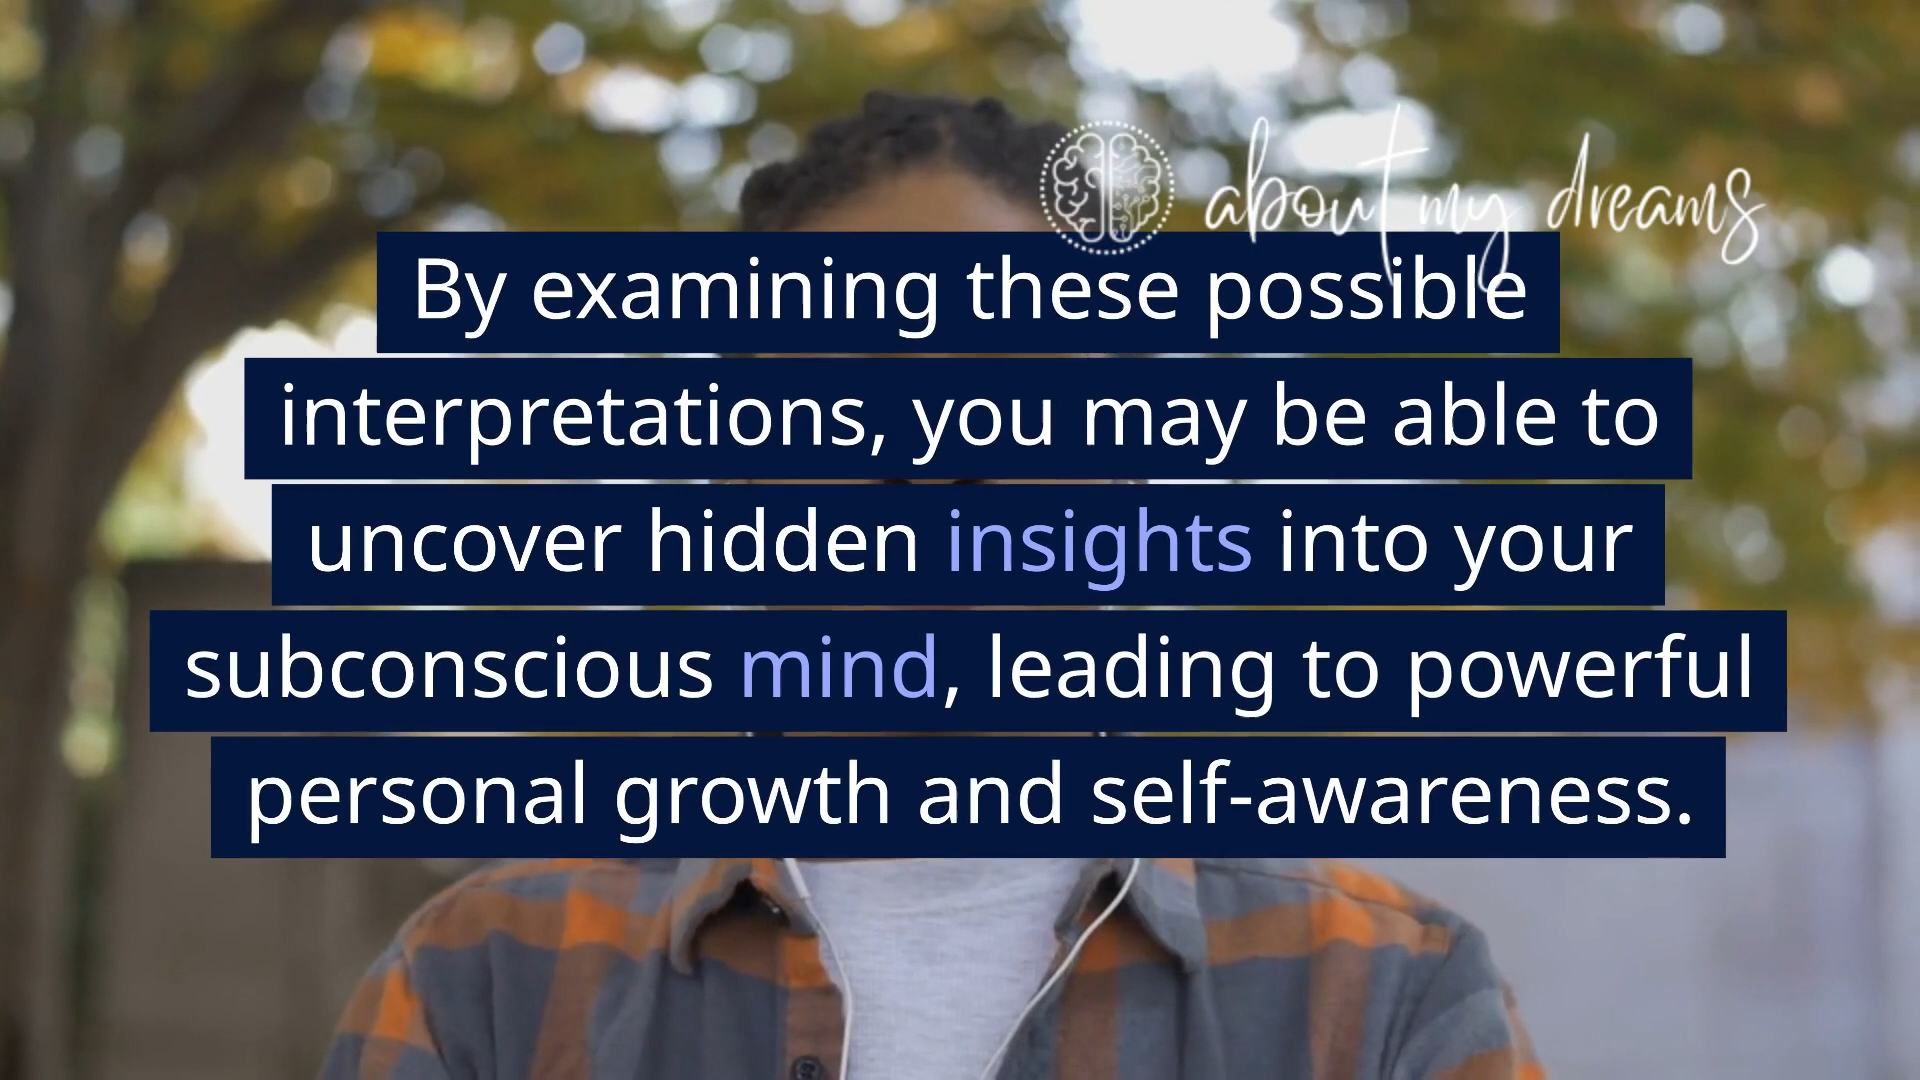 about my dreams
By examining these possible
interpretations, you may be able to
uncover hidden insights into your
subconscious mind, leading to powerful
personal growth and self-awareness.